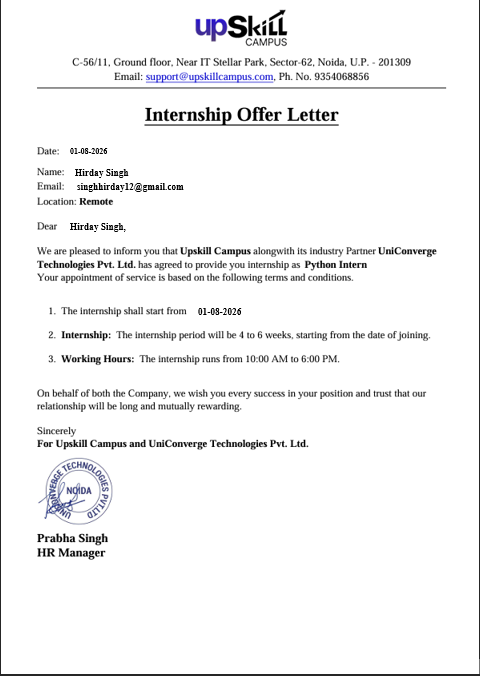 upSkill
CAMPUS
C-56/11, Ground floor, Near IT Stellar Park, Sector-62, Noida, U.P. - 201309
Email: support@upskillcampus.com, Ph. No. 9354068856
Internship Offer Letter
Date: 01-08-2026
Name: Hirday Singh
Email: singhhirday12@gmail.com
Location: Remote
Dear Hirday Singh,
We are pleased to inform you that Upskill Campus alongwith its industry Partner UniConverge
Technologies Pvt. Ltd. has agreed to provide you internship as Python Intern
Your appointment of service is based on the following terms and conditions.
1. The internship shall start from 01-08-2026
2. Internship: The internship period will be 4 to 6 weeks, starting from the date of joining.
3. Working Hours: The internship runs from 10:00 AM to 6:00 PM.
On behalf of both the Company, we wish you every success in your position and trust that our
relationship will be long and mutually rewarding.
Sincerely
For Upskill Campus and UniConverge Technologies Pvt. Ltd.
UNICONVERGE TECHNOLOGIES PVT LTD
NOIDA
Prabha Singh
HR Manager